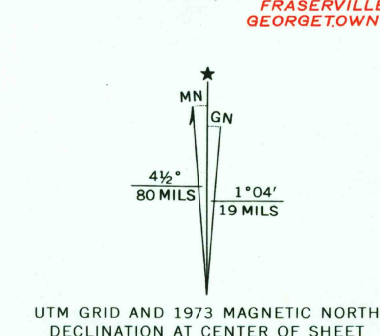 FRASERVILLE
GEORGETOWN
★
MN
GN
4½°
80 MILS
1°04'
19 MILS
UTM GRID AND 1973 MAGNETIC NORTH
DECLINATION AT CENTER OF SHEET